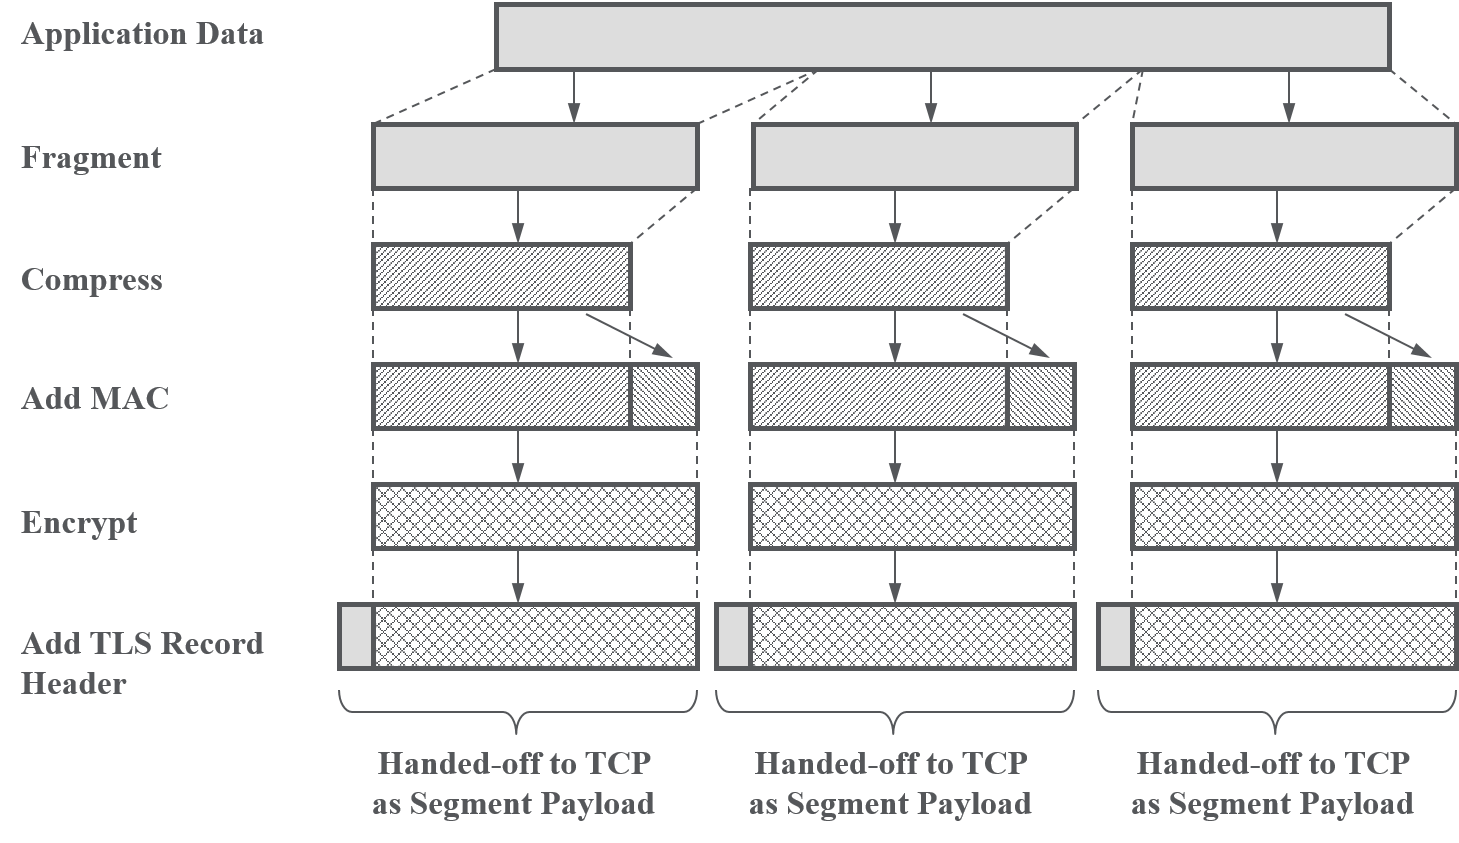 Application Data
Fragment
Compress
Add MAC
Encrypt
Add TLS Record
Header
Handed-off to TCP
as Segment Payload
Handed-off to TCP
as Segment Payload
Handed-off to TCP
as Segment Payload